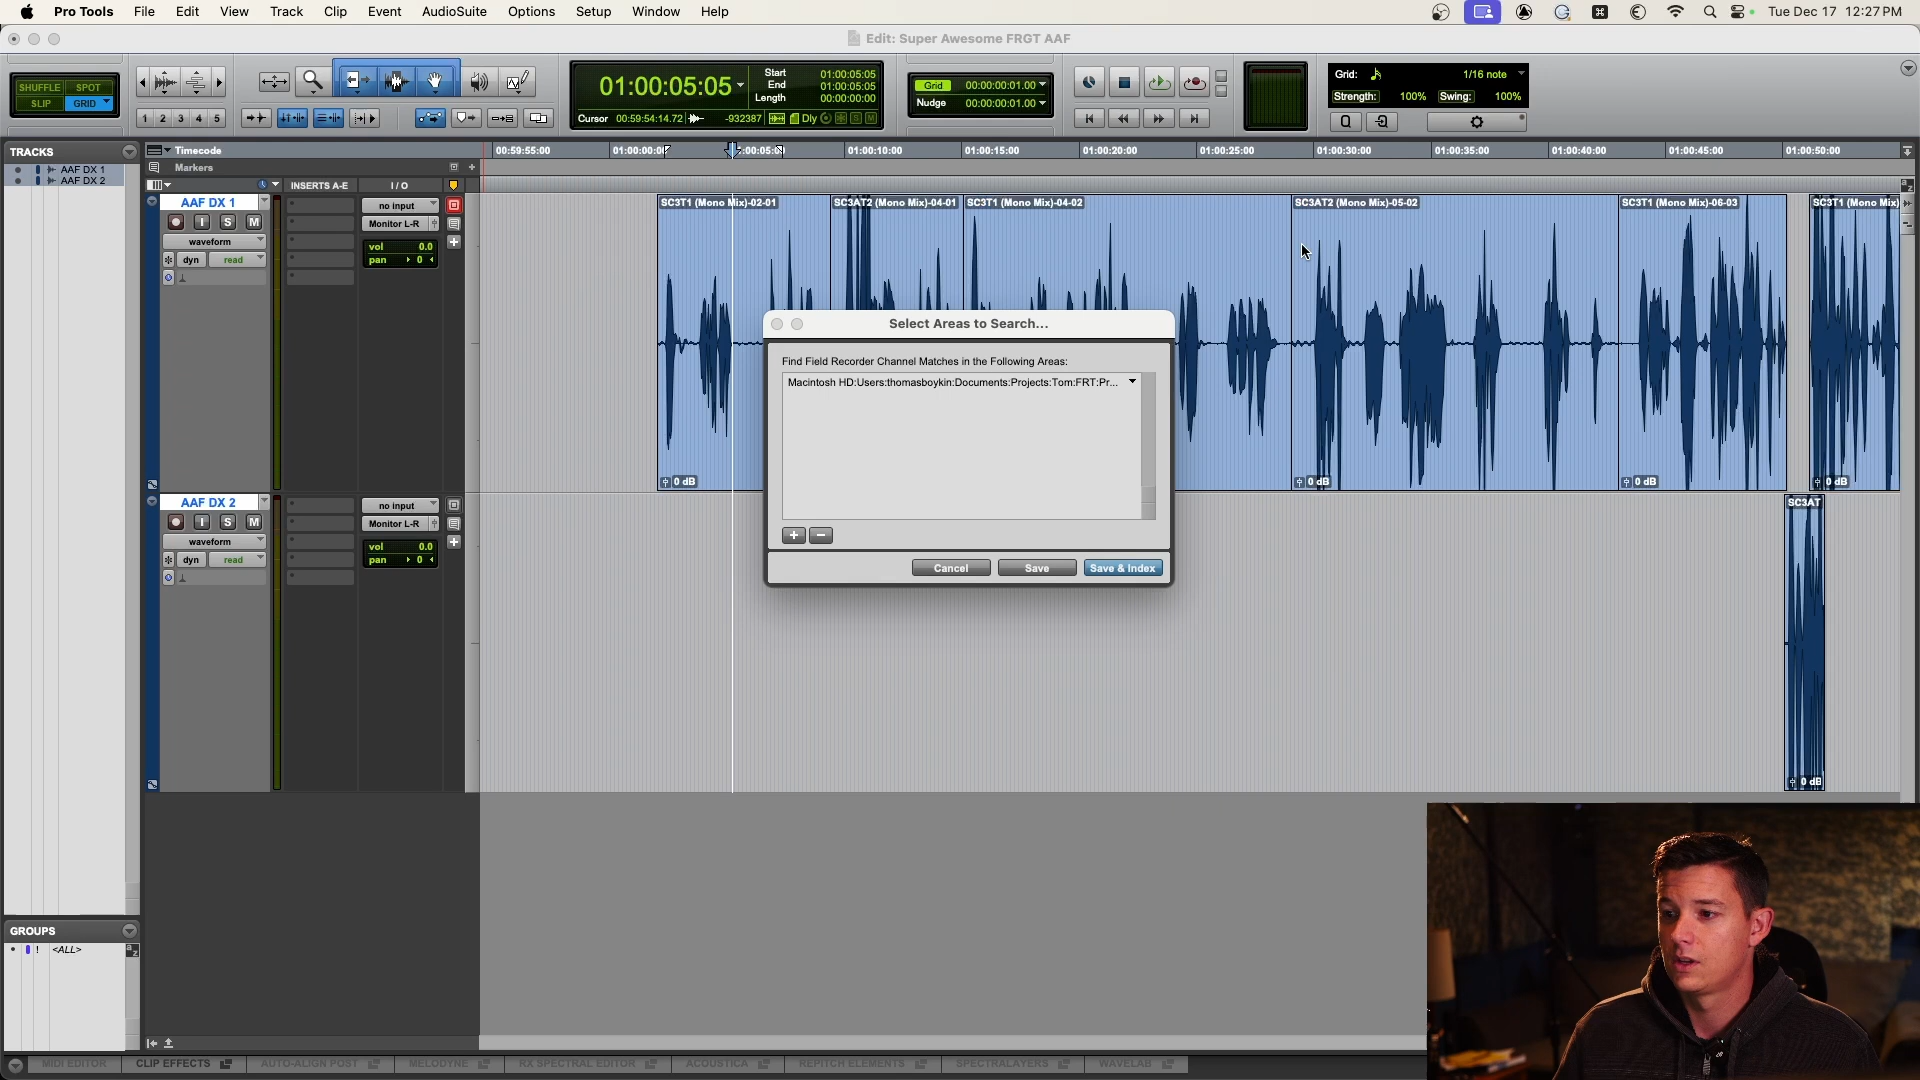 Pro Tools File Edit View Track Clip Event AudioSuite Options Setup Window Help Tue Dec 17 12:27 PM
Edit: Super Awesome FRGT AAF
SHUFFLE SPOT
SLIP GRID
1 2 3 4 5
01:00:05:05
Start 01:00:05:05
End 01:00:05:05
Length 00:00:00:00
Cursor 00:59:54:14.72 -932387 Dly S M
Grid 00:00:00:01.00
Nudge 00:00:00:01.00
Grid: 1/16 note
Strength: 100% Swing: 100%
TRACKS
AAF DX 1
AAF DX 2
Timecode 00:59:55:00 01:00:00:0 :00:05:0 01:00:10:00 01:00:15:00 01:00:20:00 01:00:25:00 01:00:30:00 01:00:35:00 01:00:40:00 01:00:45:00 01:00:50:00
Markers
INSERTS A-E I / O
AAF DX 1
I S M
waveform
dyn read
no input
Monitor L-R
vol 0.0
pan 0
SC3T1 (Mono Mix)-02-01 SC3AT2 (Mono Mix)-04-01 SC3T1 (Mono Mix)-04-02 SC3AT2 (Mono Mix)-05-02 SC3T1 (Mono Mix)-06-03 SC3T1 (Mono Mix)
0 dB 0 dB 0 dB 0 dB
AAF DX 2
I S M
waveform
dyn read
no input
Monitor L-R
vol 0.0
pan 0
SC3AT
0 dB
Select Areas to Search...
Find Field Recorder Channel Matches in the Following Areas:
Macintosh HD:Users:thomasboykin:Documents:Projects:Tom:FRT:Pr...
+ −
Cancel Save Save & Index
GROUPS
! <ALL>
MIDI EDITOR CLIP EFFECTS AUTO-ALIGN POST MELODYNE RX SPECTRAL EDITOR ACOUSTICA REPITCH ELEMENTS SPECTRALAYERS WAVELAB